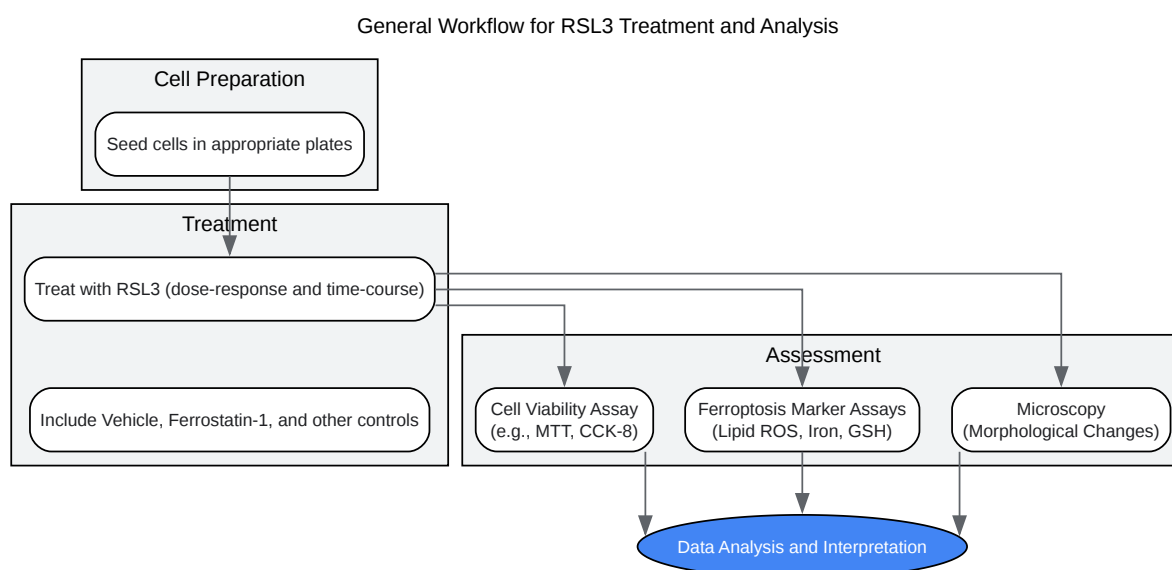 General Workflow for RSL3 Treatment and Analysis
Cell Preparation
Seed cells in appropriate plates
Treatment
Treat with RSL3 (dose-response and time-course)
Include Vehicle, Ferrostatin-1, and other controls
Assessment
Cell Viability Assay
(e.g., MTT, CCK-8)
Ferroptosis Marker Assays
(Lipid ROS, Iron, GSH)
Microscopy
(Morphological Changes)
Data Analysis and Interpretation